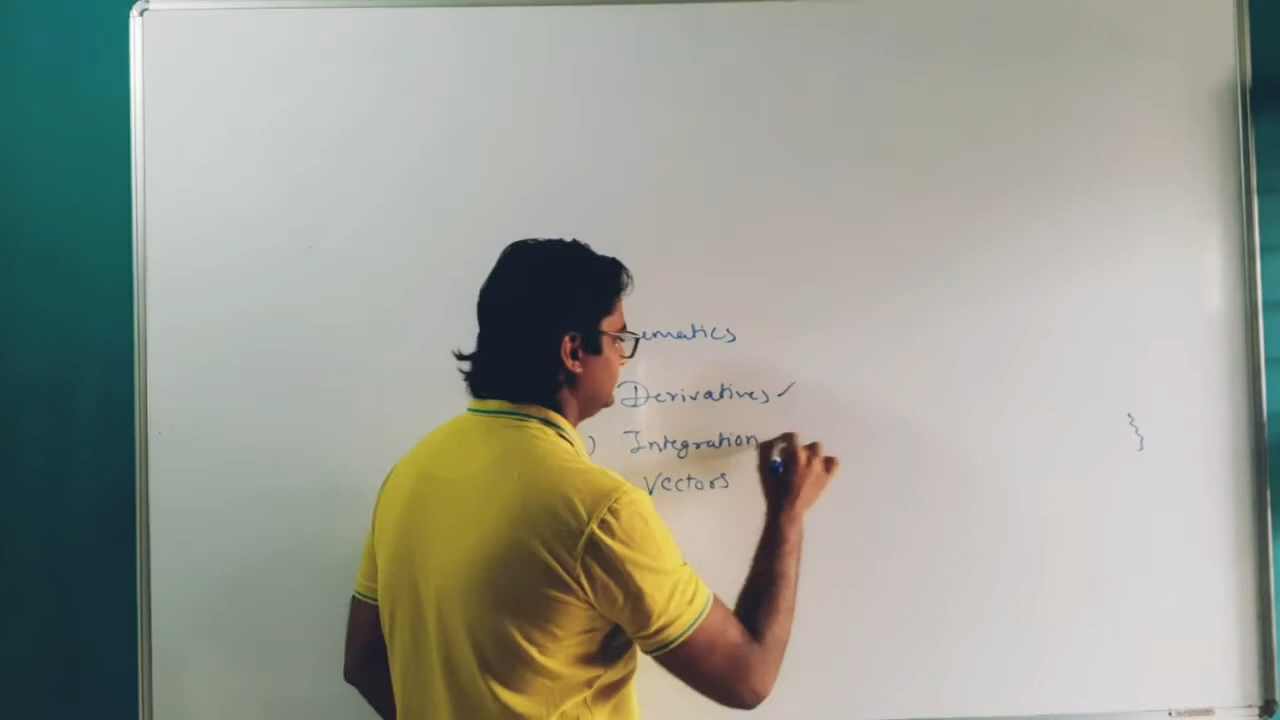 ematics
Derivatives ✓
) Integration
Vectors